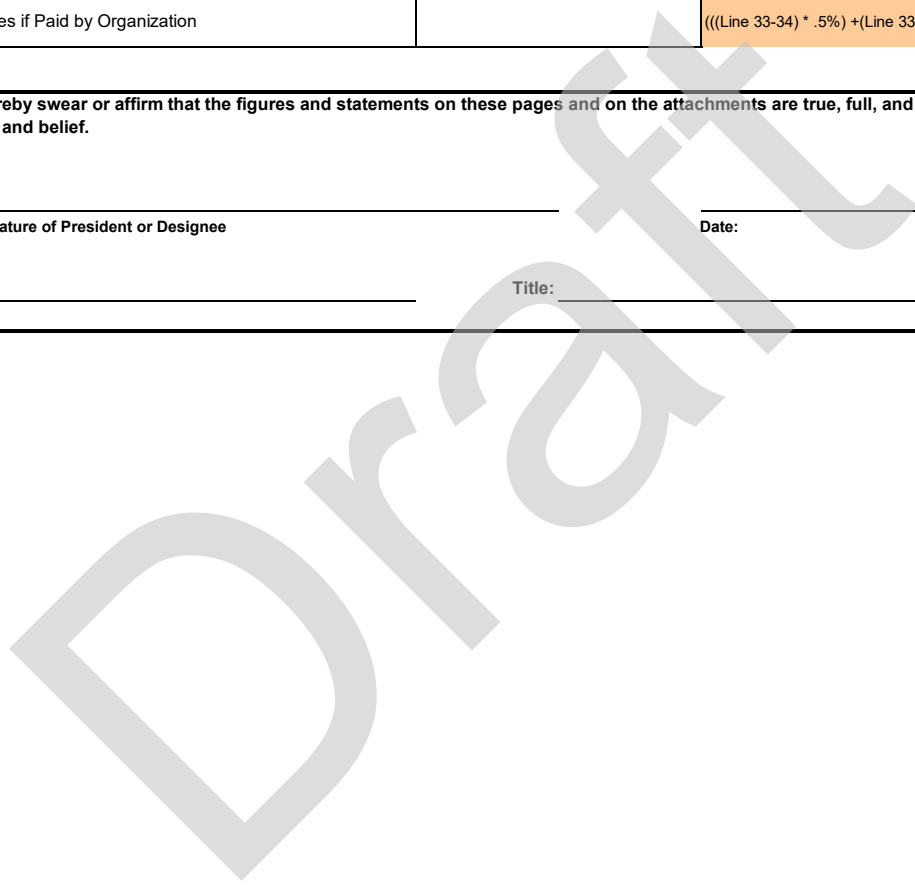 es if Paid by Organization (((Line 33-34) * .5%) +(Line 33
reby swear or affirm that the figures and statements on these pages and on the attachments are true, full, and
and belief.
ature of President or Designee Date:
Title:
Draft